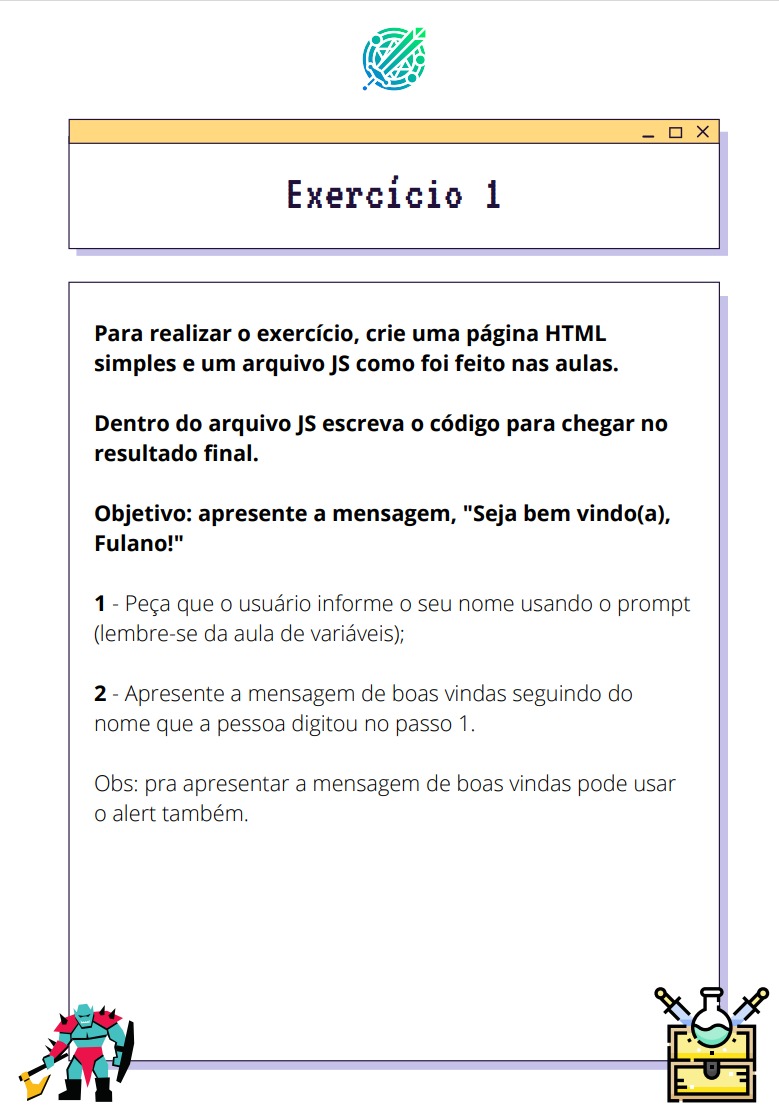 Exercício 1
Para realizar o exercício, crie uma página HTML
simples e um arquivo JS como foi feito nas aulas.
Dentro do arquivo JS escreva o código para chegar no
resultado final.
Objetivo: apresente a mensagem, "Seja bem vindo(a),
Fulano!"
1 - Peça que o usuário informe o seu nome usando o prompt
(lembre-se da aula de variáveis);
2 - Apresente a mensagem de boas vindas seguindo do
nome que a pessoa digitou no passo 1.
Obs: pra apresentar a mensagem de boas vindas pode usar
o alert também.